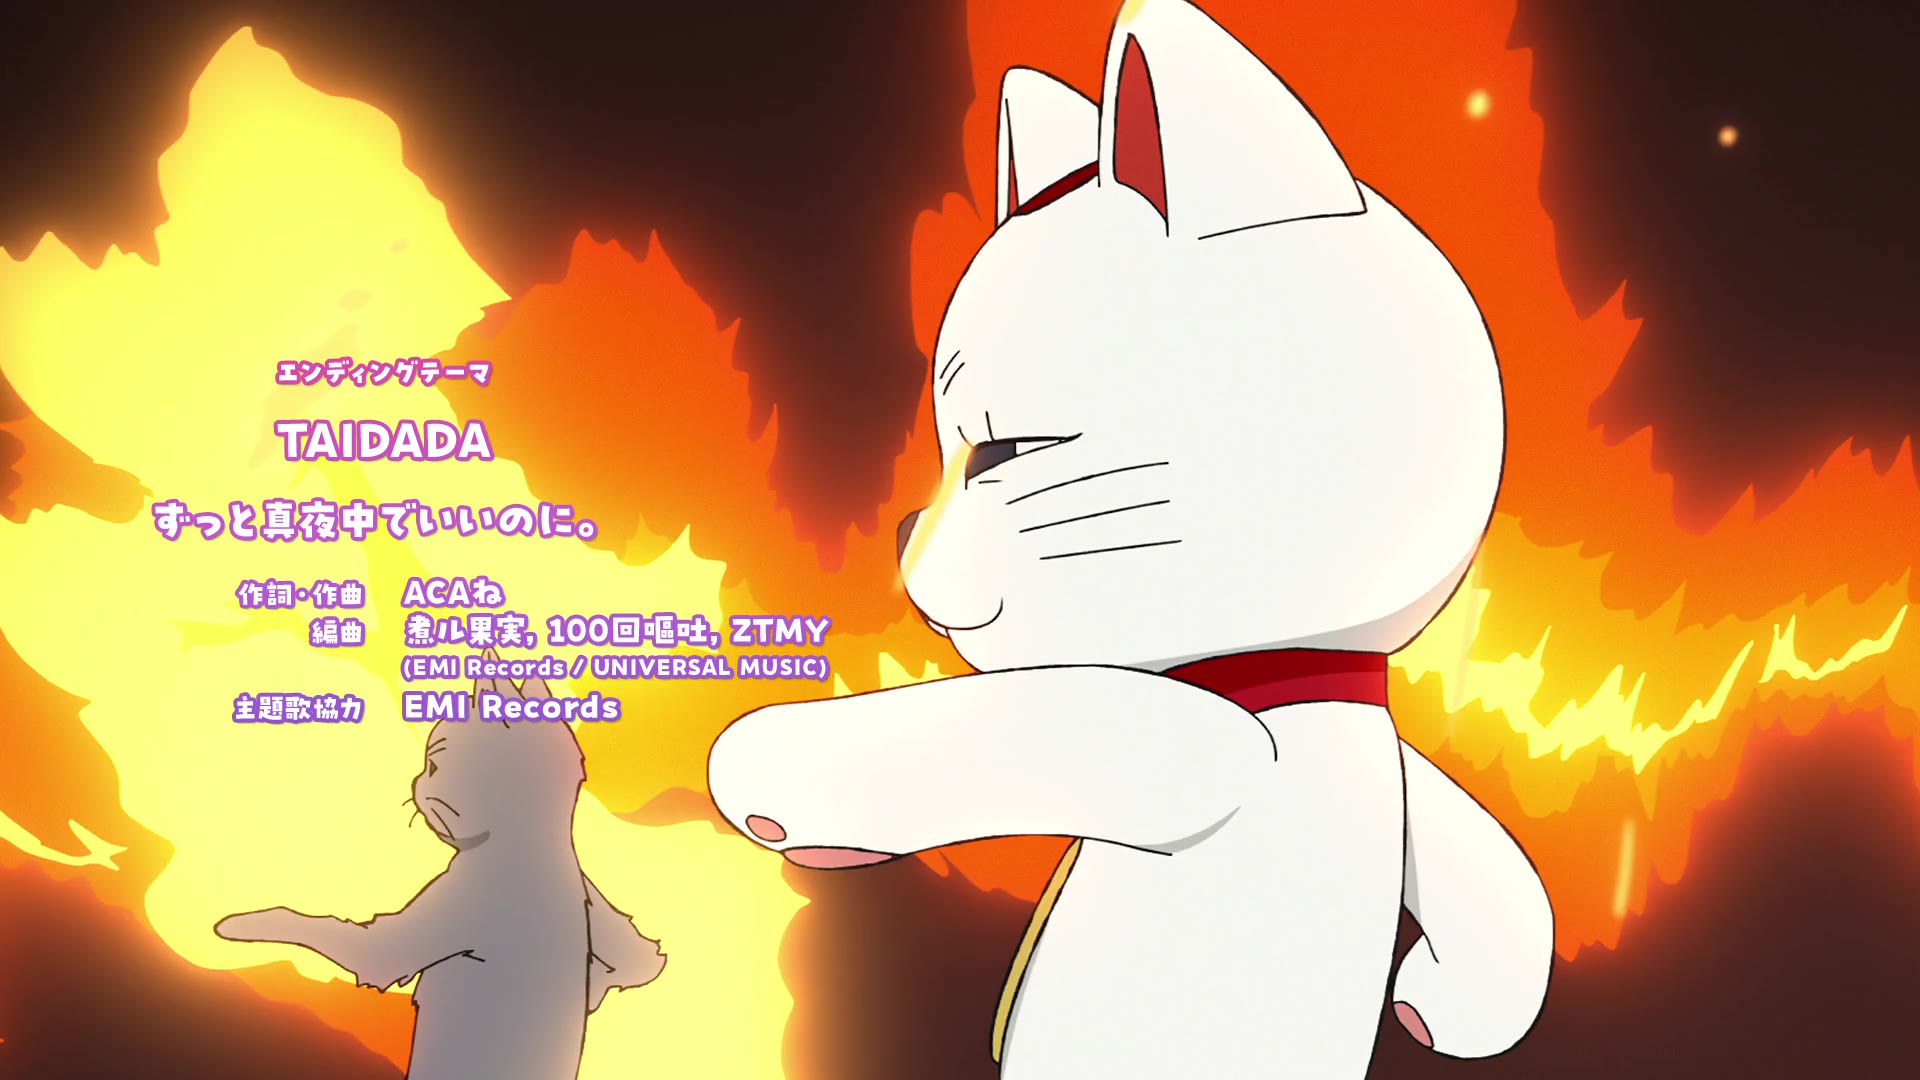 エンディングテーマ
TAIDADA
ずっと真夜中でいいのに。
作詞・作曲 ACAね
編曲 煮ル果実, 100回嘔吐, ZTMY
(EMI Records / UNIVERSAL MUSIC)
主題歌協力 EMI Records